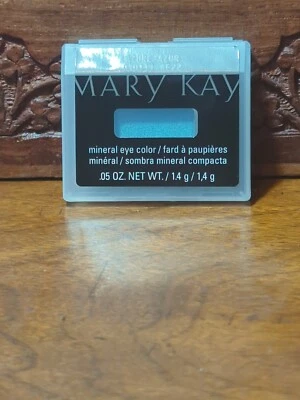 MARY KAY
mineral eye color / fard à paupières
minéral / sombra mineral compacta
.05 OZ. NET WT. / 1.4 g / 1,4 g